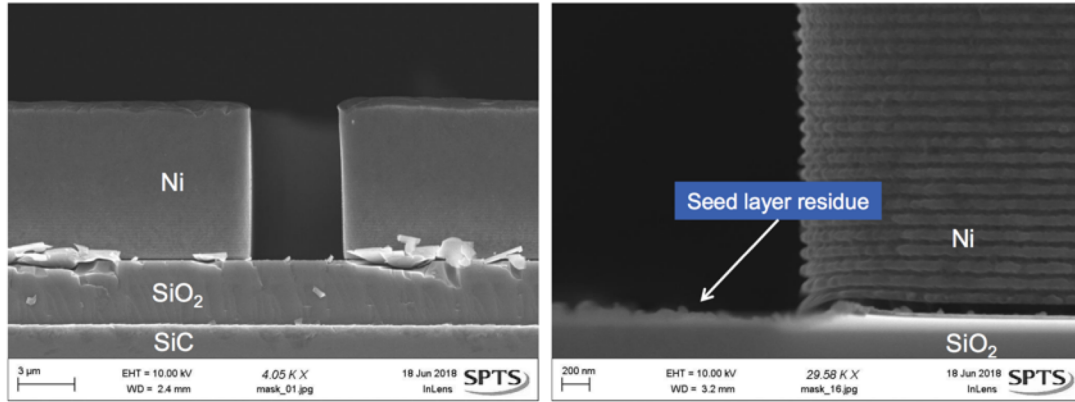 Ni
SiO₂
SiC
3 µm
EHT = 10.00 kV
WD = 2.4 mm
4.05 K X
mask_01.jpg
18 Jun 2018
InLens
SPTS
Seed layer residue
Ni
SiO₂
200 nm
EHT = 10.00 kV
WD = 3.2 mm
29.58 K X
mask_16.jpg
18 Jun 2018
InLens
SPTS